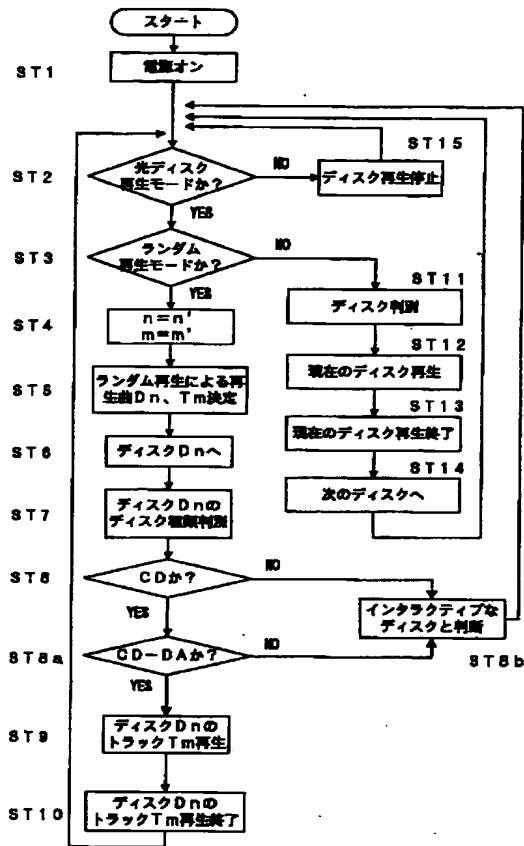 スタート
ST1
電源オン
ST15
ST2
光ディスク
再生モードか?
NO
ディスク再生停止
YES
ST3
ランダム
再生モードか?
NO
YES
ST11
ディスク判別
ST4
n=n'
m=m'
ST12
現在のディスク再生
ST5
ランダム再生による再
生曲Dn、Tm決定
ST13
現在のディスク再生終了
ST6
ディスクDnへ
ST14
次のディスクへ
ST7
ディスクDnの
ディスク種類判別
ST8
CDか?
NO
YES
インタラクティブな
ディスクと判断
ST8b
ST8a
CD-DAか?
NO
YES
ST9
ディスクDnの
トラックTm再生
ST10
ディスクDnの
トラックTm再生終了